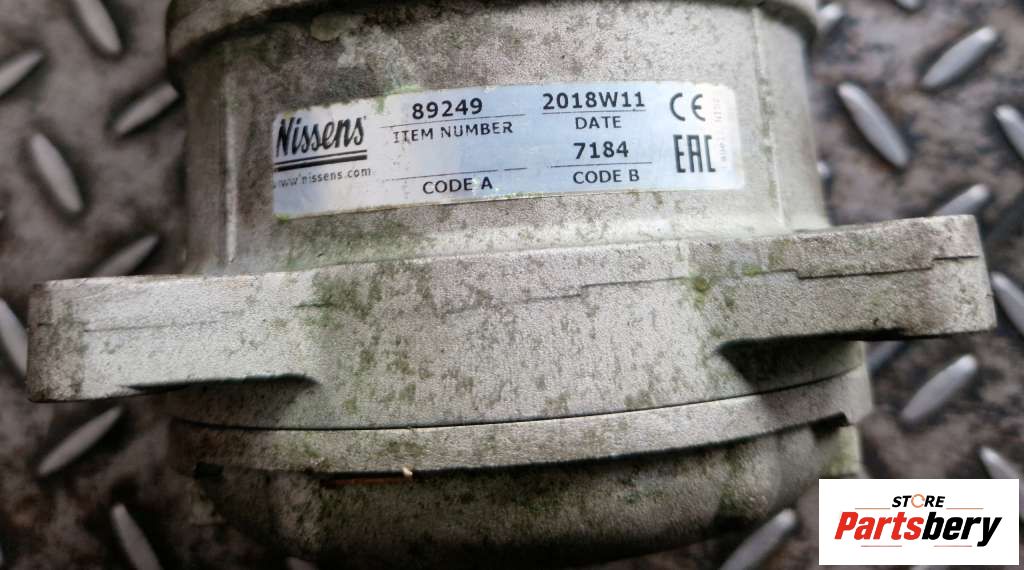 Nissens
www.nissens.com
89249
ITEM NUMBER
2018W11
DATE
CODE A
7184
CODE B
CE
EAC
STORE
Partsbery